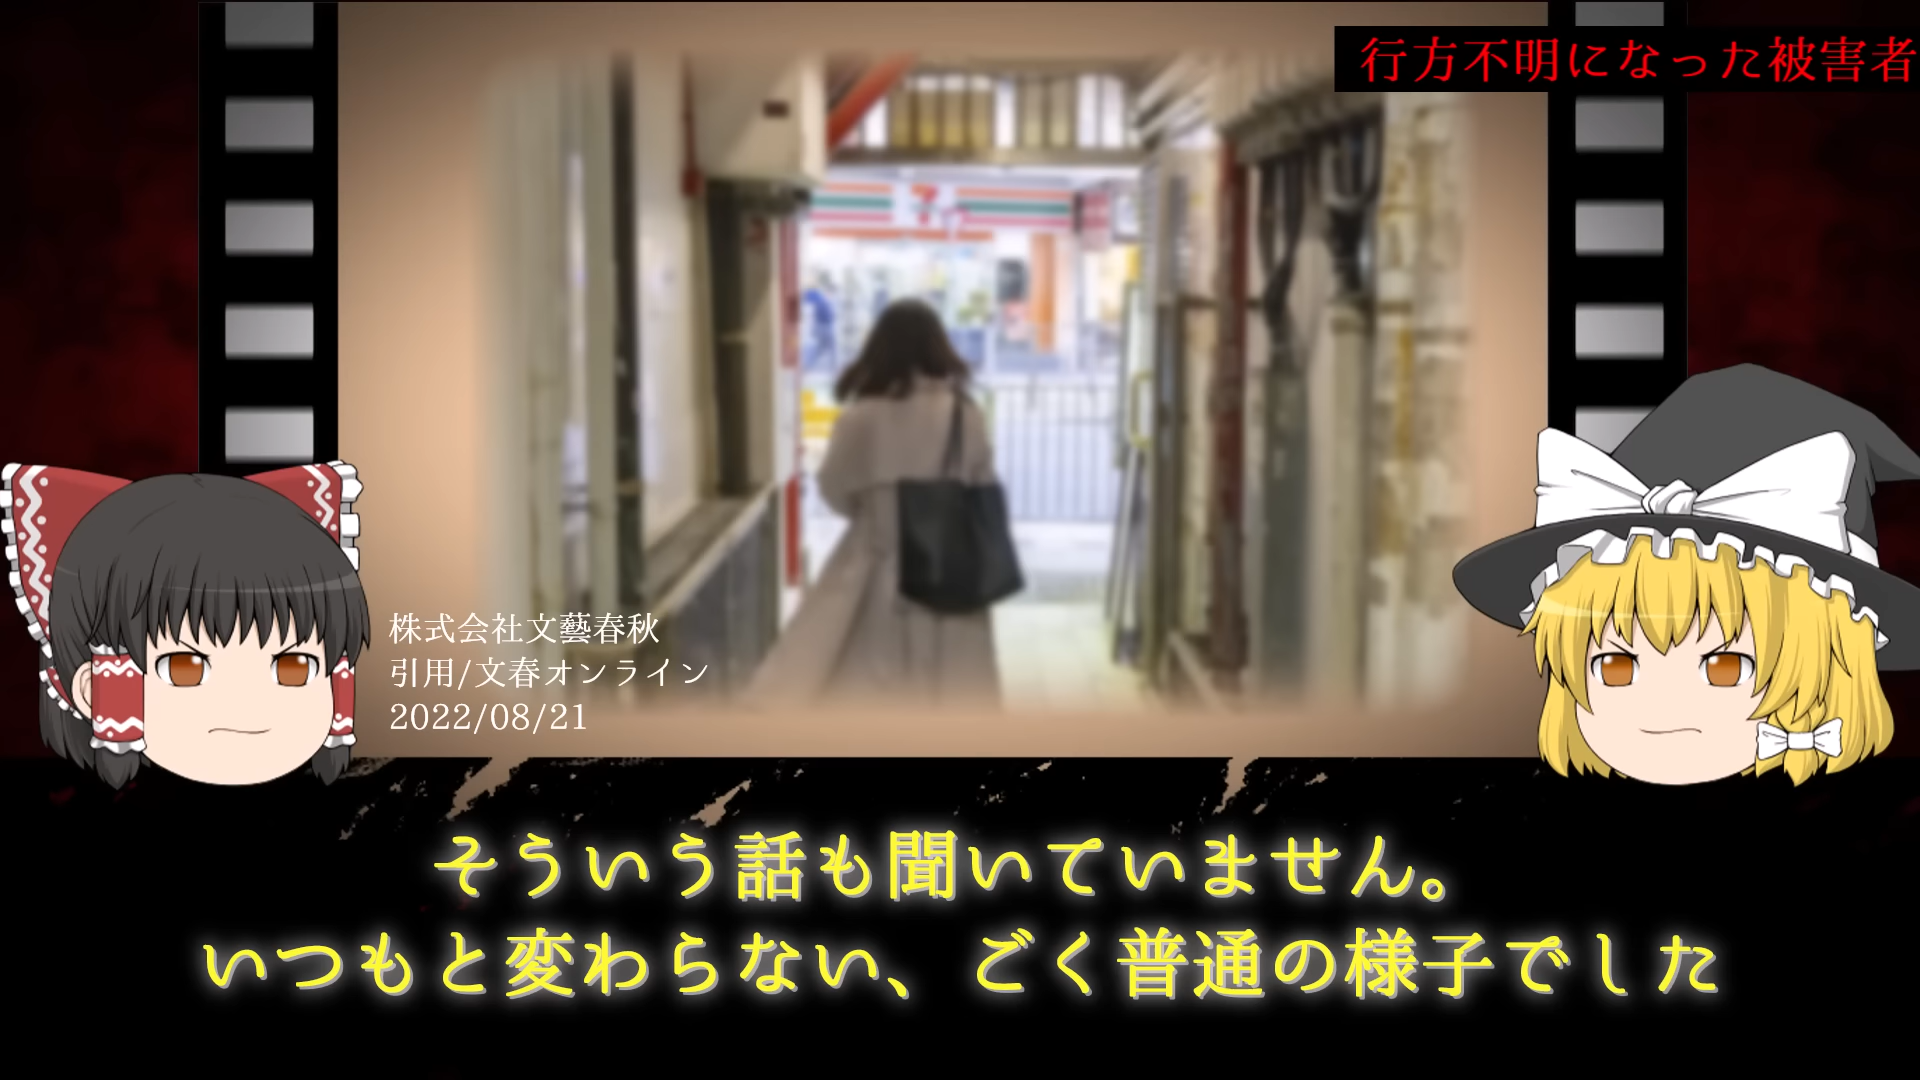 行方不明になった被害者
株式会社文藝春秋
引用/文春オンライン
2022/08/21
そういう話も聞いていません。
いつもと変わらない、ごく普通の様子でした